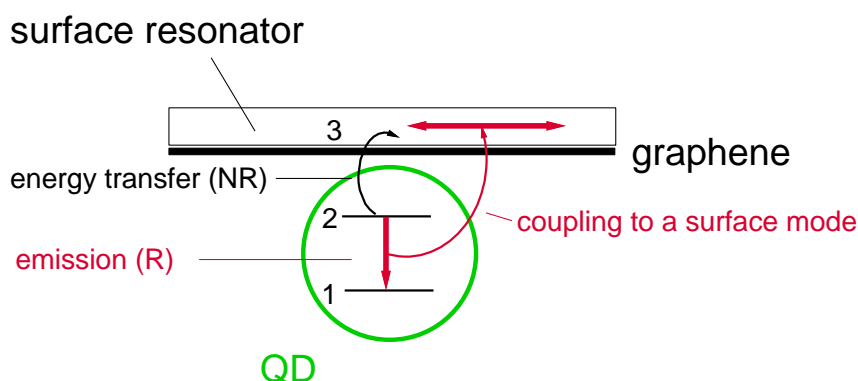 surface resonator
3
graphene
energy transfer (NR)
2
coupling to a surface mode
emission (R)
1
QD